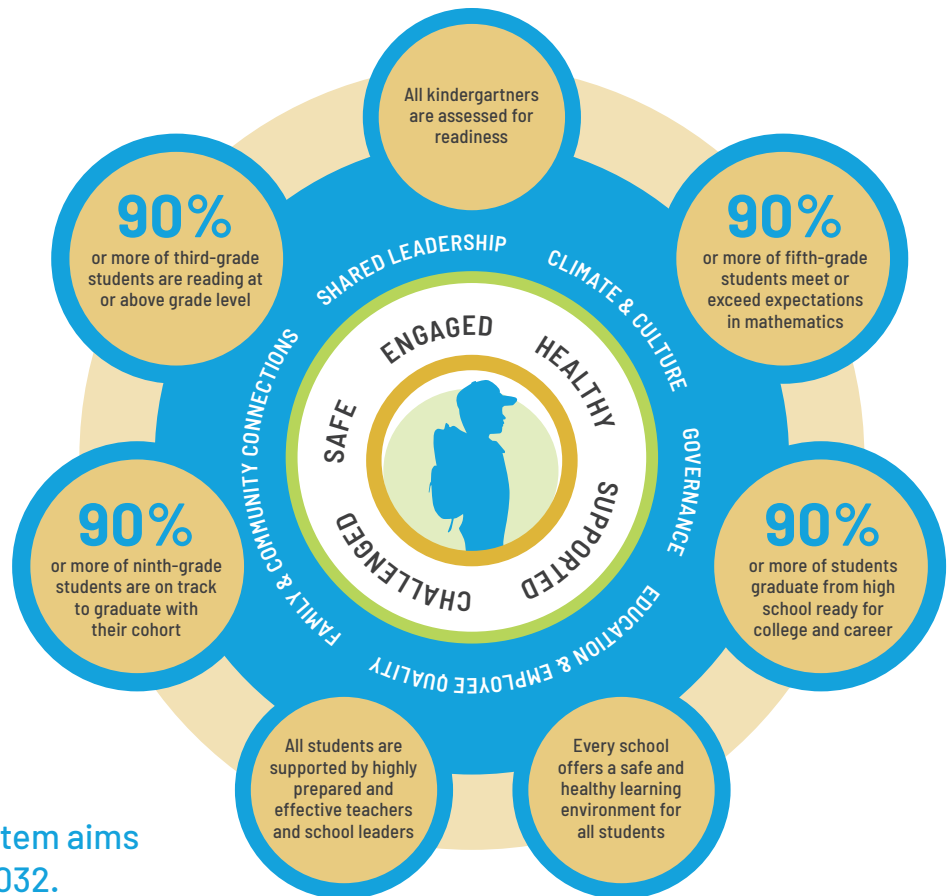 All kindergartners
are assessed for
readiness
90%
or more of third-grade
students are reading at
or above grade level
90%
or more of fifth-grade
students meet or
exceed expectations
in mathematics
SHARED LEADERSHIP
CLIMATE & CULTURE
GOVERNANCE
EDUCATION & EMPLOYEE QUALITY
FAMILY & COMMUNITY CONNECTIONS
ENGAGED
HEALTHY
SUPPORTED
CHALLENGED
SAFE
90%
or more of ninth-grade
students are on track
to graduate with
their cohort
90%
or more of students
graduate from high
school ready for
college and career
All students are
supported by highly
prepared and
effective teachers
and school leaders
Every school
offers a safe and
healthy learning
environment for
all students
aims